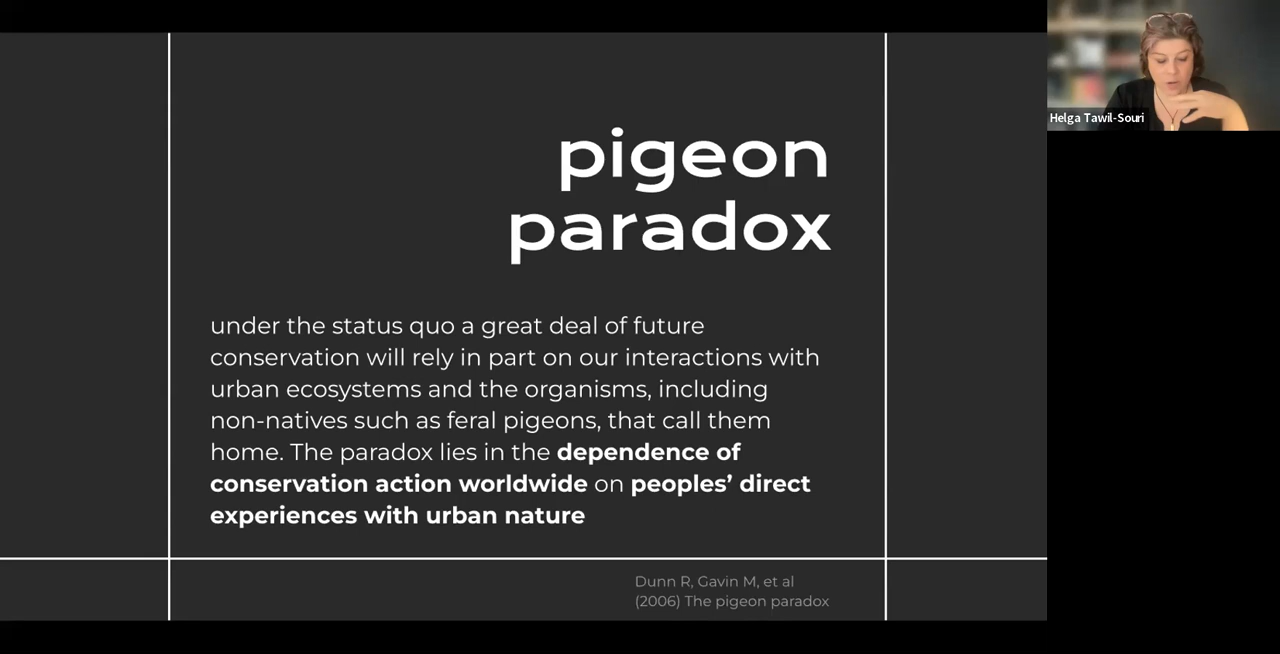 pigeon
paradox
under the status quo a great deal of future
conservation will rely in part on our interactions with
urban ecosystems and the organisms, including
non-natives such as feral pigeons, that call them
home. The paradox lies in the dependence of
conservation action worldwide on peoples’ direct
experiences with urban nature
Dunn R, Gavin M, et al
(2006) The pigeon paradox
Helga Tawil-Souri